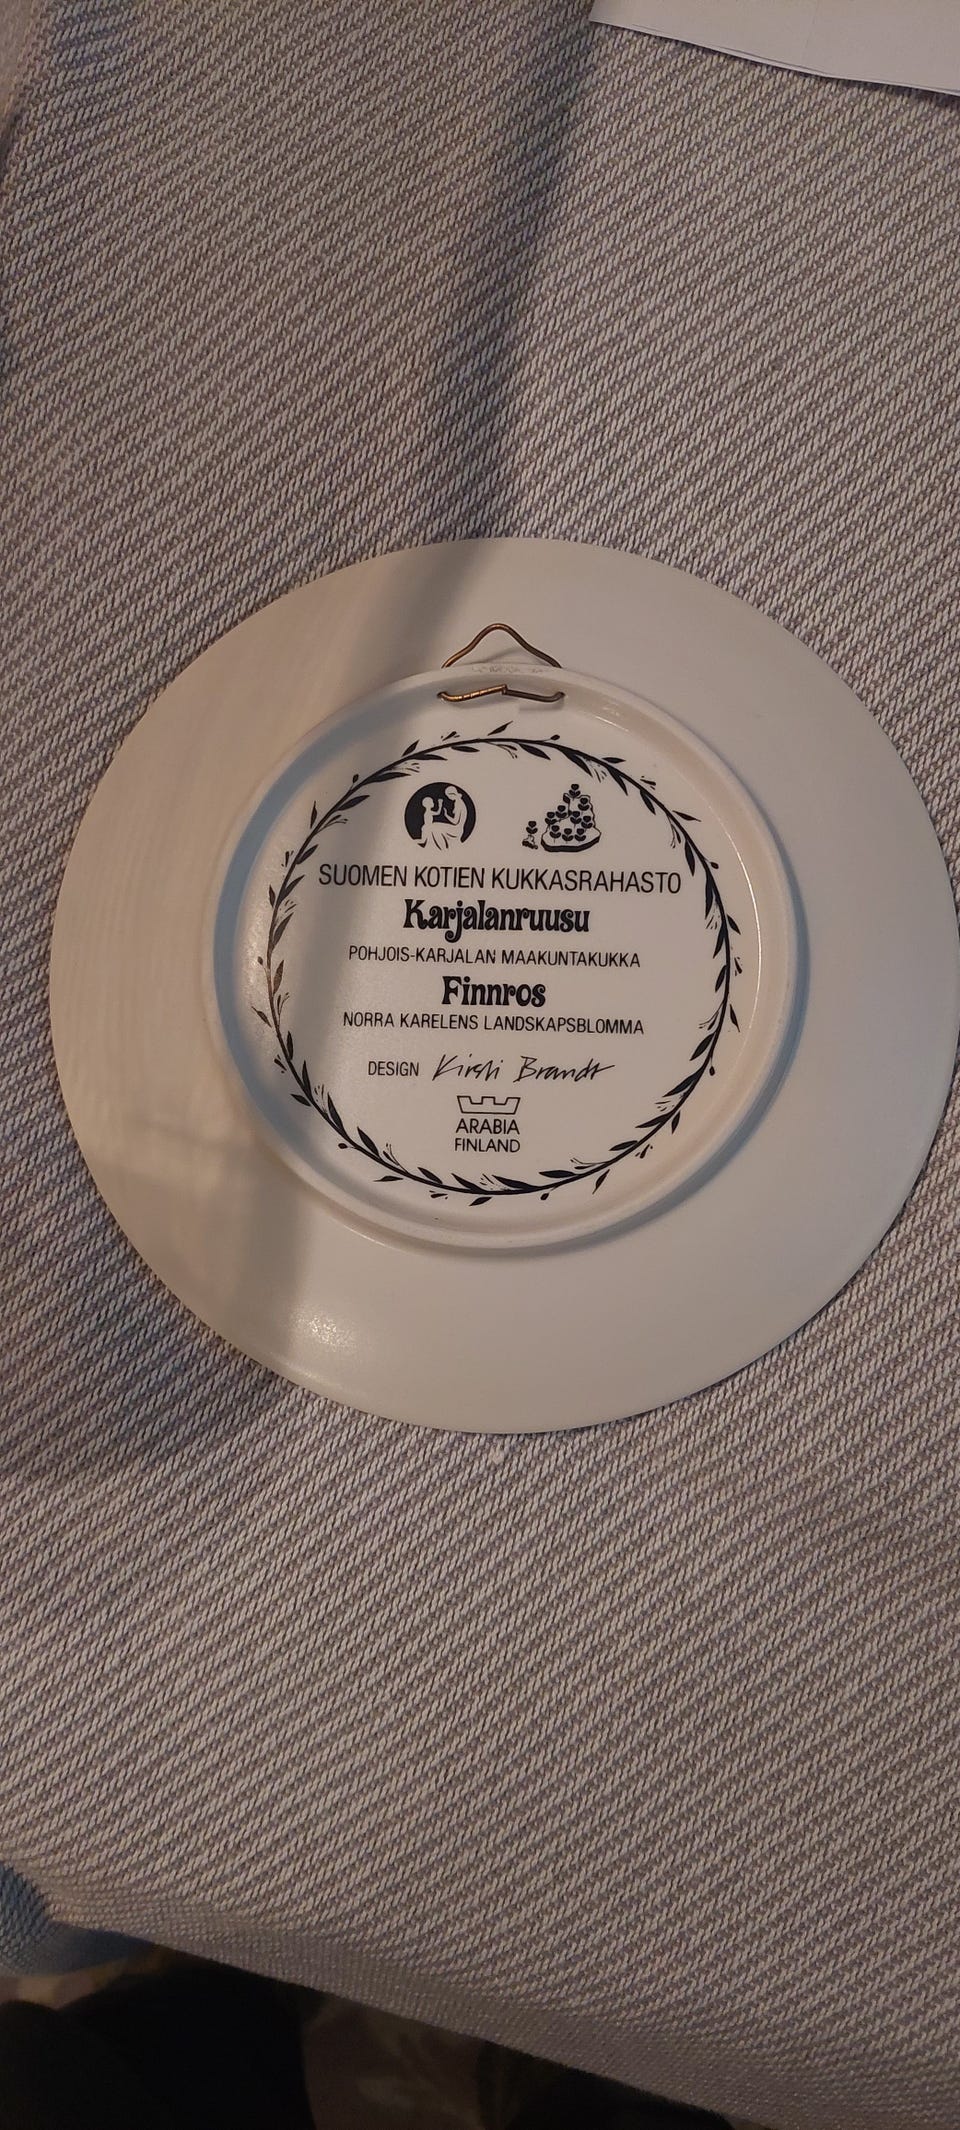 SUOMEN KOTIEN KUKKASRAHASTO
Karjalanruusu
POHJOIS-KARJALAN MAAKUNTAKUKKA
Finnros
NORRA KARELENS LANDSKAPSBLOMMA
DESIGN Kirsti Brandt
ARABIA
FINLAND